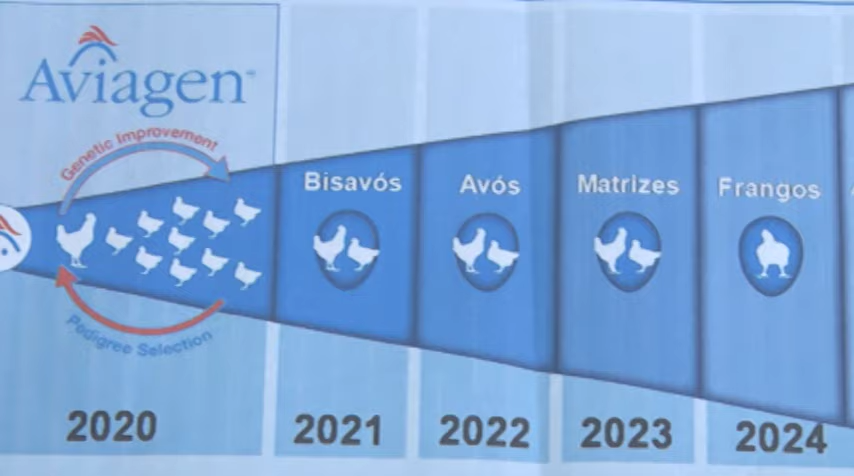 Aviagen
Genetic Improvement
Bisavós
Avós
Matrizes
Frangos
Pedigree Selection
2020
2021
2022
2023
2024